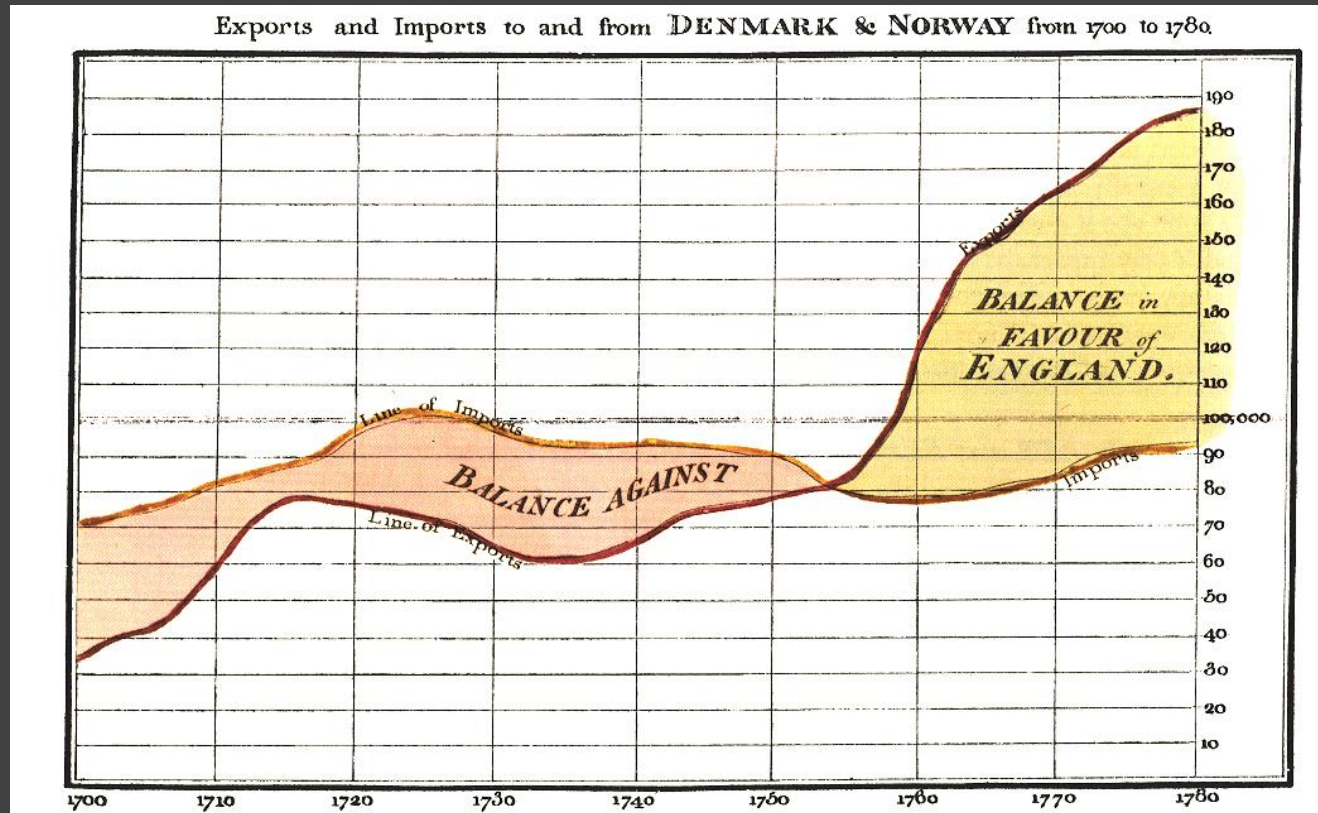 Exports and Imports to and from DENMARK & NORWAY from 1700 to 1780.
190
180
170
160
Exports
150
140
BALANCE in
130
FAVOUR of
120
ENGLAND.
110
Line of Imports
100,000
90
Imports
BALANCE AGAINST
80
Line of Exports
70
60
50
40
30
20
10
1700 1710 1720 1730 1740 1750 1760 1770 1780